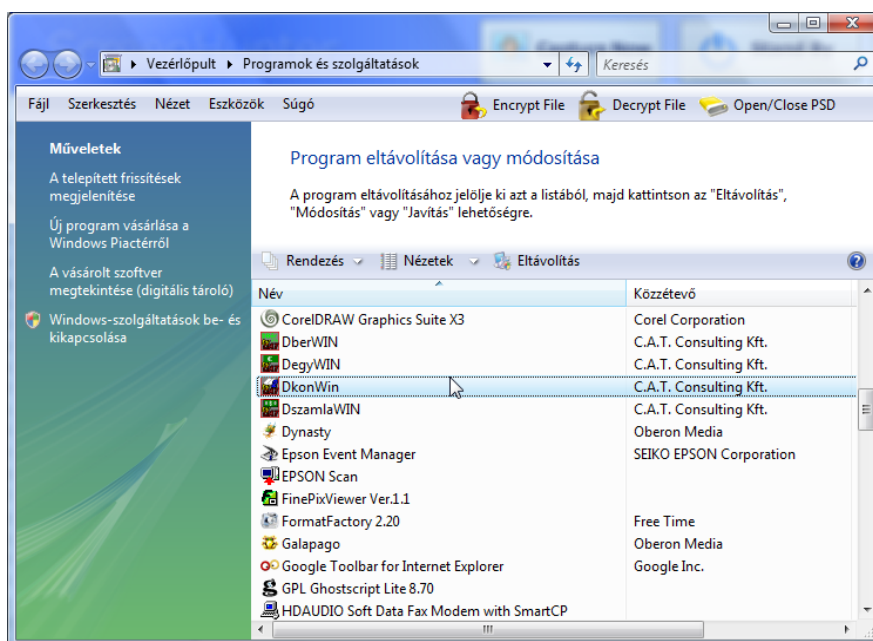 Vezérlőpult Programok és szolgáltatások Keresés
Fájl Szerkesztés Nézet Eszközök Súgó Encrypt File Decrypt File Open/Close PSD
Műveletek
A telepített frissítések
megjelenítése
Új program vásárlása a
Windows Piactérről
A vásárolt szoftver
megtekintése (digitális tároló)
Windows-szolgáltatások be- és
kikapcsolása
Program eltávolítása vagy módosítása
A program eltávolításához jelölje ki azt a listából, majd kattintson az "Eltávolítás",
"Módosítás" vagy "Javítás" lehetőségre.
Rendezés Nézetek Eltávolítás
Név Közzétevő
CorelDRAW Graphics Suite X3 Corel Corporation
DberWIN C.A.T. Consulting Kft.
DegyWIN C.A.T. Consulting Kft.
DkonWin C.A.T. Consulting Kft.
DszamlaWIN C.A.T. Consulting Kft.
Dynasty Oberon Media
Epson Event Manager SEIKO EPSON Corporation
EPSON Scan
FinePixViewer Ver.1.1
FormatFactory 2.20 Free Time
Galapago Oberon Media
Google Toolbar for Internet Explorer Google Inc.
GPL Ghostscript Lite 8.70
HDAUDIO Soft Data Fax Modem with SmartCP